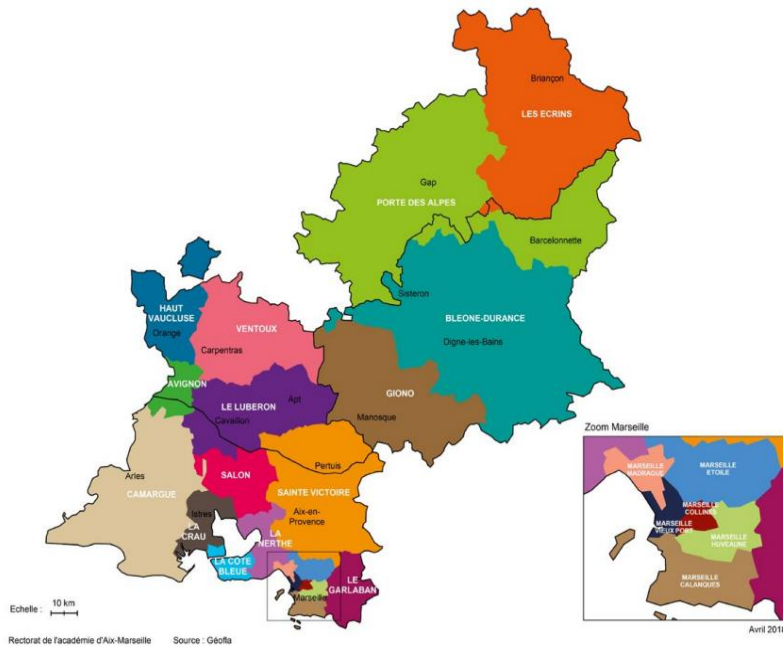 Briançon
LES ECRINS
Gap
PORTE DES ALPES
Barcelonnette
Sisteron
BLEONE-DURANCE
Digne-les-Bains
HAUT
VAUCLUSE
Orange
VENTOUX
Carpentras
AVIGNON
LE LUBERON
Apt
Cavaillon
GIONO
Manosque
Pertuis
SALON
SAINTE VICTOIRE
Arles
CAMARGUE
Istres
Aix-en-
Provence
LA
CRAU
LA
NERTHE
LA COTE
BLEUE
LE
GARLABAN
Marseille
Zoom Marseille
MARSEILLE
MADRAGUE
MARSEILLE
ETOILE
MARSEILLE
COLLINES
MARSEILLE
VIEUX PORT
MARSEILLE
HUVEAUNE
MARSEILLE
CALANQUES
Echelle : 10 km
Rectorat de l'académie d'Aix-Marseille Source : Géofla
Avril 2018